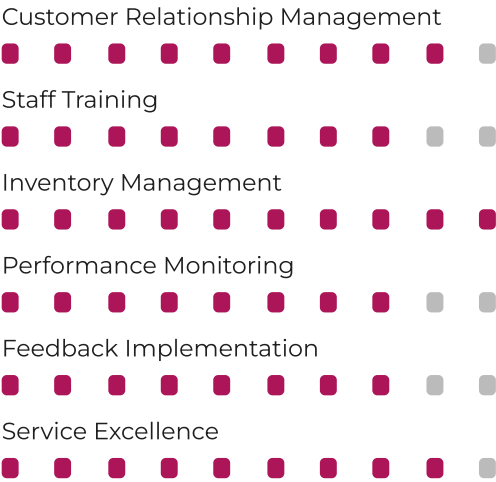 Customer Relationship Management
Staff Training
Inventory Management
Performance Monitoring
Feedback Implementation
Service Excellence